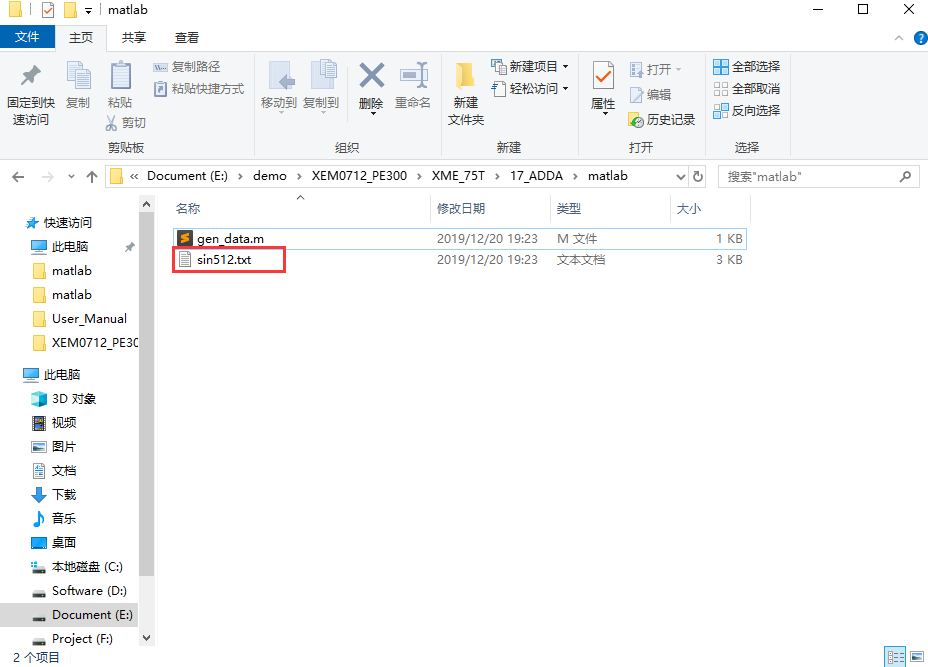 matlab
文件 主页 共享 查看
固定到快速访问
复制
粘贴
复制路径
粘贴快捷方式
剪切
剪贴板
移动到
复制到
删除
重命名
组织
新建文件夹
新建项目
轻松访问
新建
属性
打开
编辑
历史记录
打开
全部选择
全部取消
反向选择
选择
« Document (E:) › demo › XEM0712_PE300 › XME_75T › 17_ADDA › matlab
搜索"matlab"
名称 修改日期 类型 大小
gen_data.m 2019/12/20 19:23 M 文件 1 KB
sin512.txt 2019/12/20 19:23 文本文档 3 KB
快速访问
此电脑
matlab
matlab
User_Manual
XEM0712_PE30
此电脑
3D 对象
视频
图片
文档
下载
音乐
桌面
本地磁盘 (C:)
Software (D:)
Document (E:)
Project (F:)
2 个项目